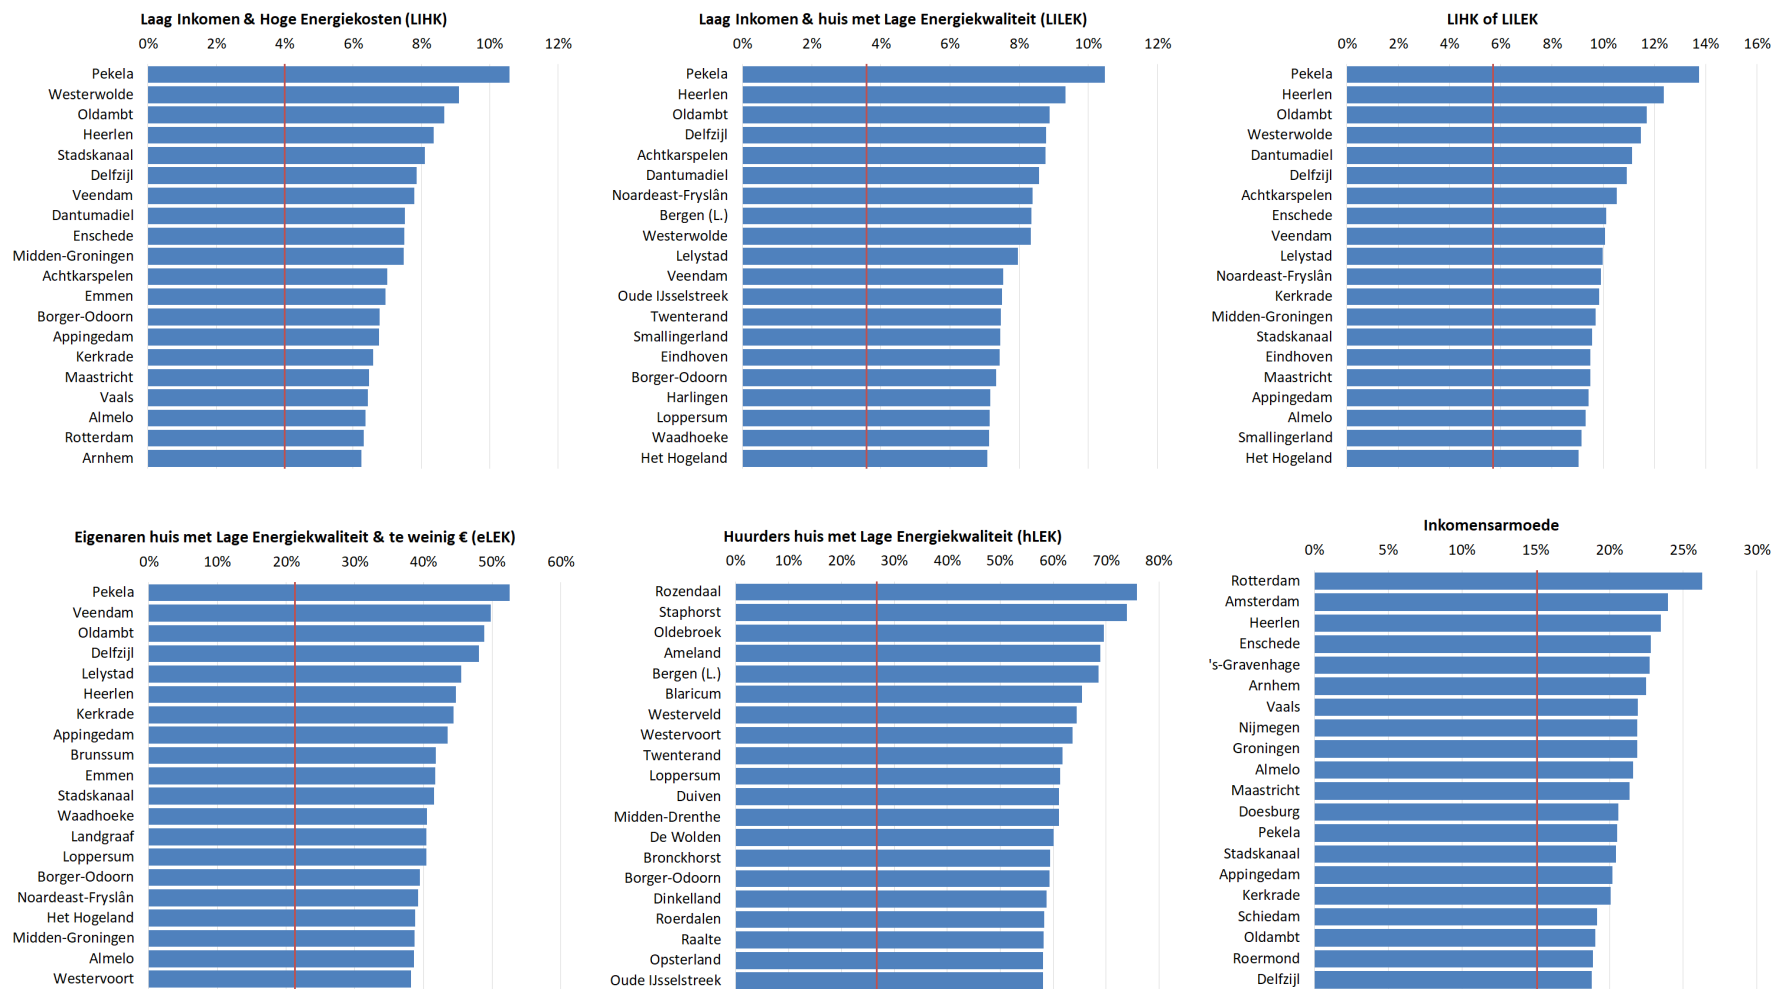 Laag Inkomen & Hoge Energiekosten (LIHK)
0% 2% 4% 6% 8% 10% 12%
Pekela
Westerwolde
Oldambt
Heerlen
Stadskanaal
Delfzijl
Veendam
Dantumadiel
Enschede
Midden-Groningen
Achtkarspelen
Emmen
Borger-Odoorn
Appingedam
Kerkrade
Maastricht
Vaals
Almelo
Rotterdam
Arnhem
Laag Inkomen & huis met Lage Energiekwaliteit (LILEK)
0% 2% 4% 6% 8% 10% 12%
Pekela
Heerlen
Oldambt
Delfzijl
Achtkarspelen
Dantumadiel
Noardeast-Fryslân
Bergen (L.)
Westerwolde
Lelystad
Veendam
Oude IJsselstreek
Twenterand
Smallingerland
Eindhoven
Borger-Odoorn
Harlingen
Loppersum
Waadhoeke
Het Hogeland
LIHK of LILEK
0% 2% 4% 6% 8% 10% 12% 14% 16%
Pekela
Heerlen
Oldambt
Westerwolde
Dantumadiel
Delfzijl
Achtkarspelen
Enschede
Veendam
Lelystad
Noardeast-Fryslân
Kerkrade
Midden-Groningen
Stadskanaal
Eindhoven
Maastricht
Appingedam
Almelo
Smallingerland
Het Hogeland
Eigenaren huis met Lage Energiekwaliteit & te weinig € (eLEK)
0% 10% 20% 30% 40% 50% 60%
Pekela
Veendam
Oldambt
Delfzijl
Lelystad
Heerlen
Kerkrade
Appingedam
Brunssum
Emmen
Stadskanaal
Waadhoeke
Landgraaf
Loppersum
Borger-Odoorn
Noardeast-Fryslân
Het Hogeland
Midden-Groningen
Almelo
Westervoort
Huurders huis met Lage Energiekwaliteit (hLEK)
0% 10% 20% 30% 40% 50% 60% 70% 80%
Rozendaal
Staphorst
Oldebroek
Ameland
Bergen (L.)
Blaricum
Westerveld
Westervoort
Twenterand
Loppersum
Duiven
Midden-Drenthe
De Wolden
Bronckhorst
Borger-Odoorn
Dinkelland
Roerdalen
Raalte
Opsterland
Oude IJsselstreek
Inkomensarmoede
0% 5% 10% 15% 20% 25% 30%
Rotterdam
Amsterdam
Heerlen
Enschede
's-Gravenhage
Arnhem
Vaals
Nijmegen
Groningen
Almelo
Maastricht
Doesburg
Pekela
Stadskanaal
Appingedam
Kerkrade
Schiedam
Oldambt
Roermond
Delfzijl